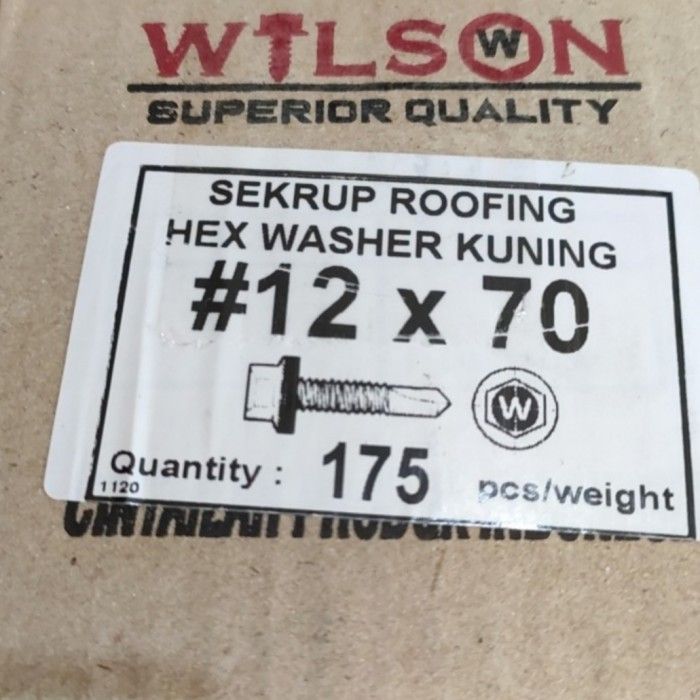 WILSON
W
SUPERIOR QUALITY
SEKRUP ROOFING
HEX WASHER KUNING
#12 x 70
W
Quantity : 175 pcs/weight
1120